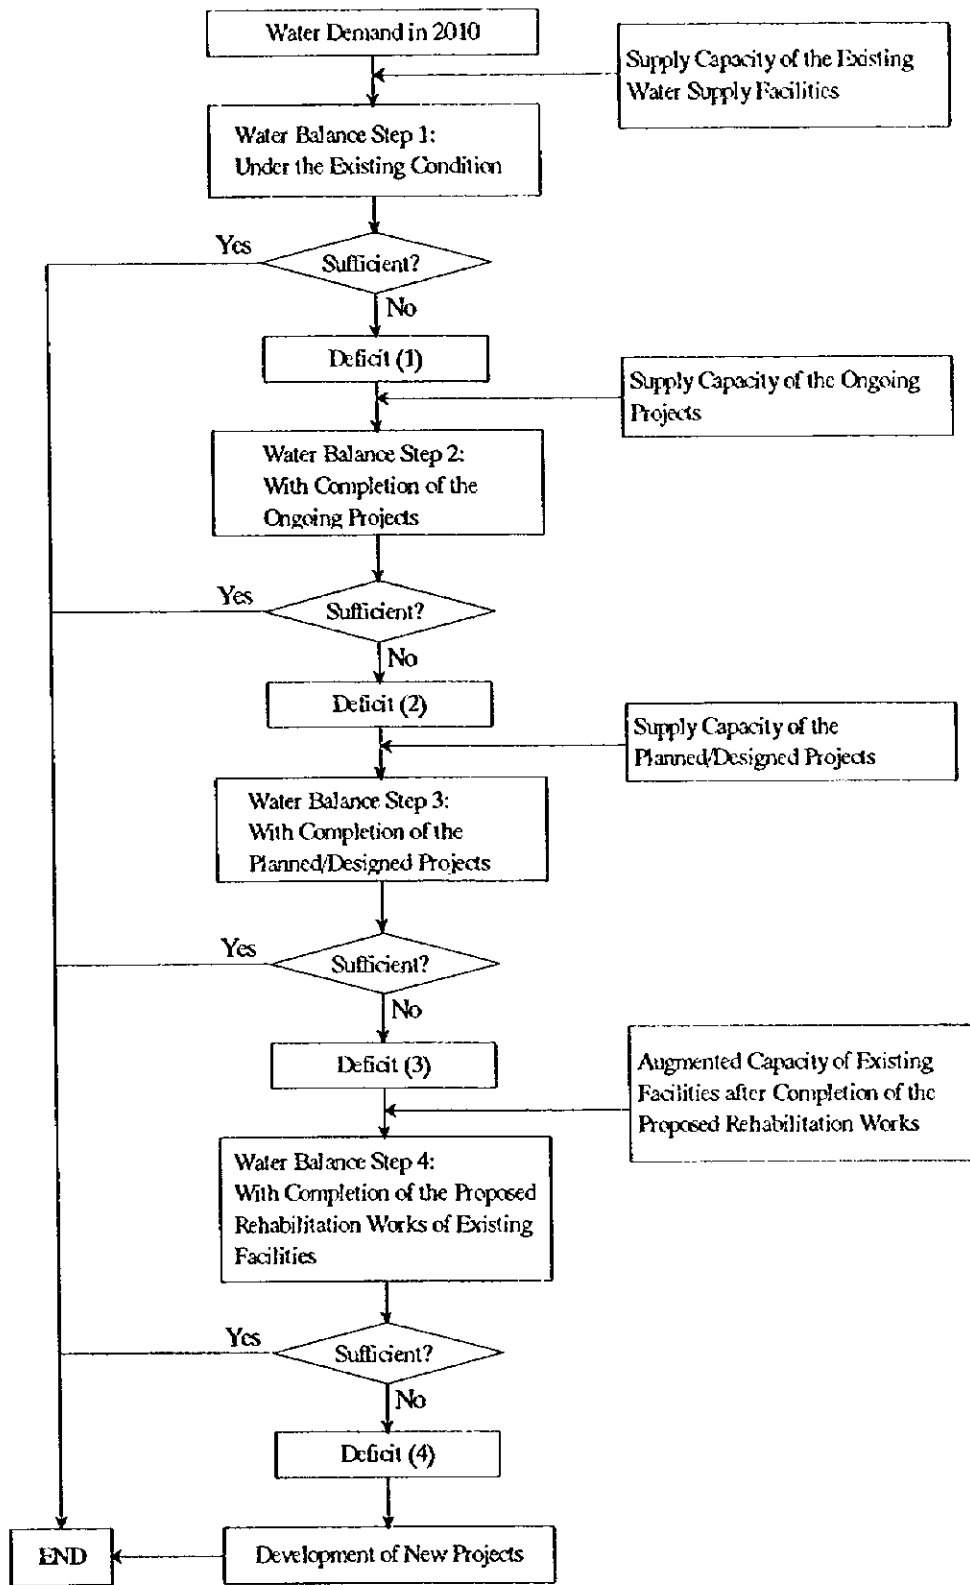 Water Demand in 2010
Supply Capacity of the Existing
Water Supply Facilities
Water Balance Step 1:
Under the Existing Condition
Yes
Sufficient?
No
Deficit (1)
Supply Capacity of the Ongoing
Projects
Water Balance Step 2:
With Completion of the
Ongoing Projects
Yes
Sufficient?
No
Deficit (2)
Supply Capacity of the
Planned/Designed Projects
Water Balance Step 3:
With Completion of the
Planned/Designed Projects
Yes
Sufficient?
No
Deficit (3)
Augmented Capacity of Existing
Facilities after Completion of the
Proposed Rehabilitation Works
Water Balance Step 4:
With Completion of the Proposed
Rehabilitation Works of Existing
Facilities
Yes
Sufficient?
No
Deficit (4)
END
Development of New Projects